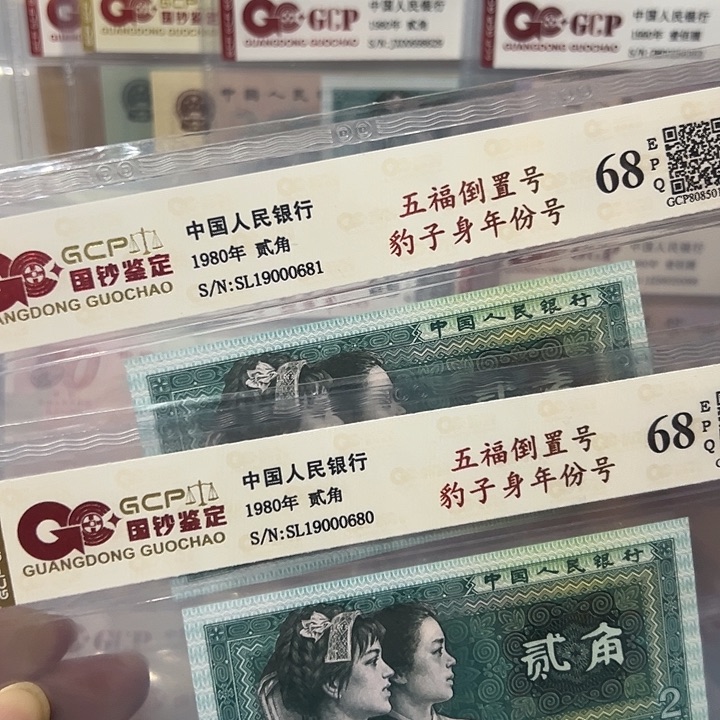 GCP
GUANGDONG GUOCHAO
中国人民银行
1980年 贰角
GCP
GUANGDONG GUOCHAO
中国人民银行
1980年
GCP国钞鉴定
GUANGDONG GUOCHAO
中国人民银行
1980年 贰角
S/N:SL19000681
五福倒置号
豹子身年份号
68
EPQ
中国人民银行
GCP国钞鉴定
GUANGDONG GUOCHAO
中国人民银行
1980年 贰角
S/N:SL19000680
五福倒置号
豹子身年份号
68
EPQ
中国人民银行
贰角
2